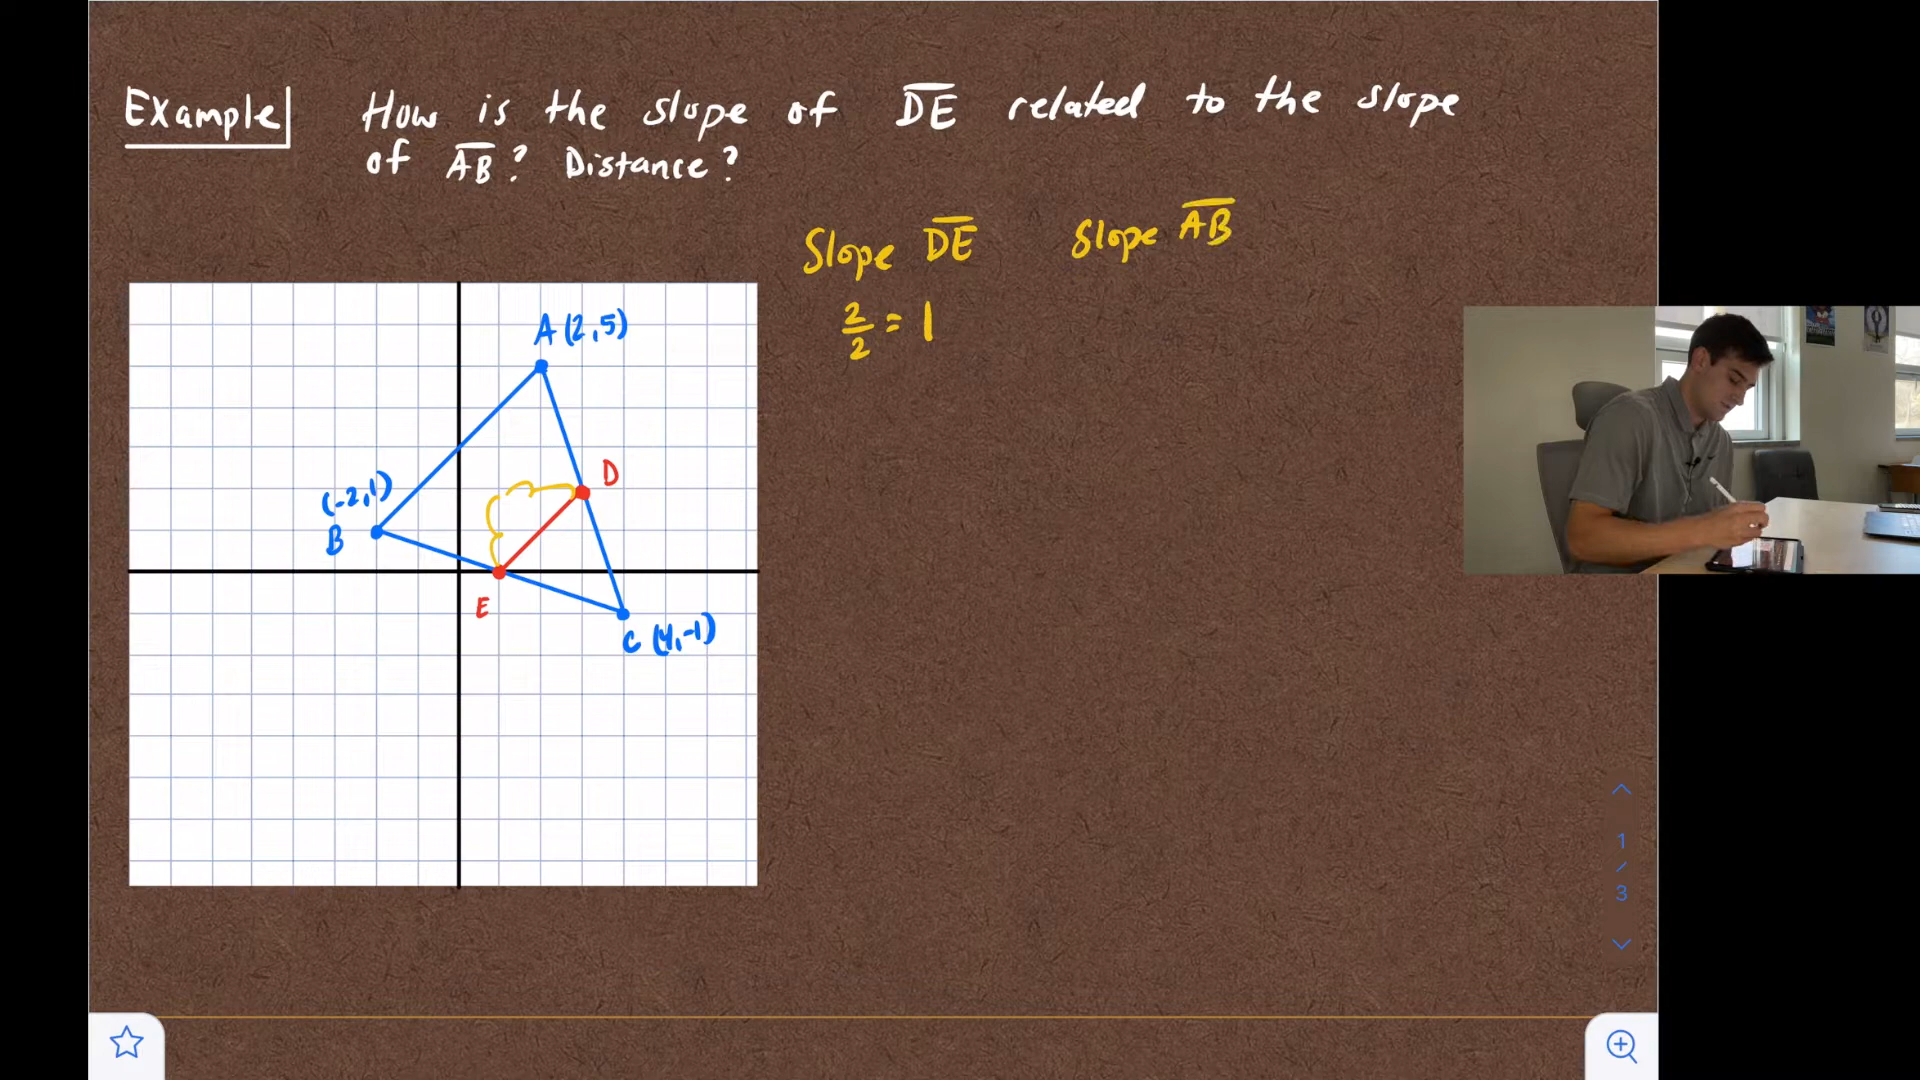 Example How is the slope of DE related to the slope
of AB? Distance?
Slope DE Slope AB
2/2 = 1
A (2,5)
D
(-2,1)
B
E
C (4,-1)
1
/
3